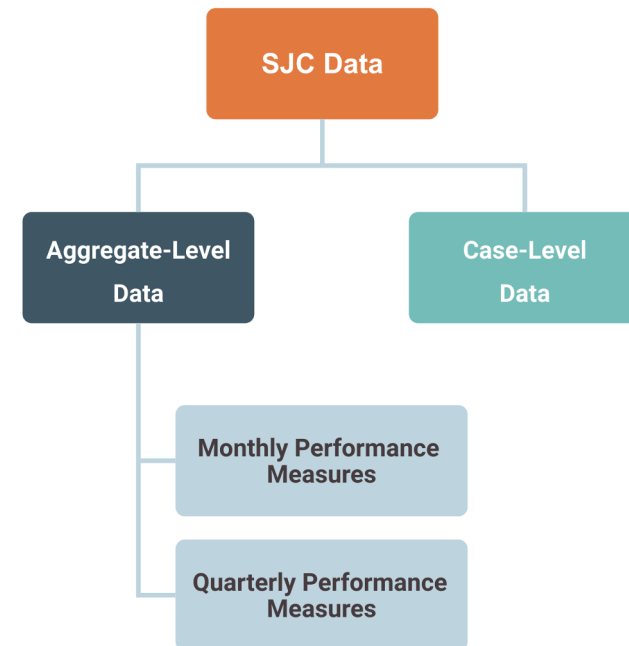 SJC Data
Aggregate-Level
Data
Case-Level
Data
Monthly Performance
Measures
Quarterly Performance
Measures